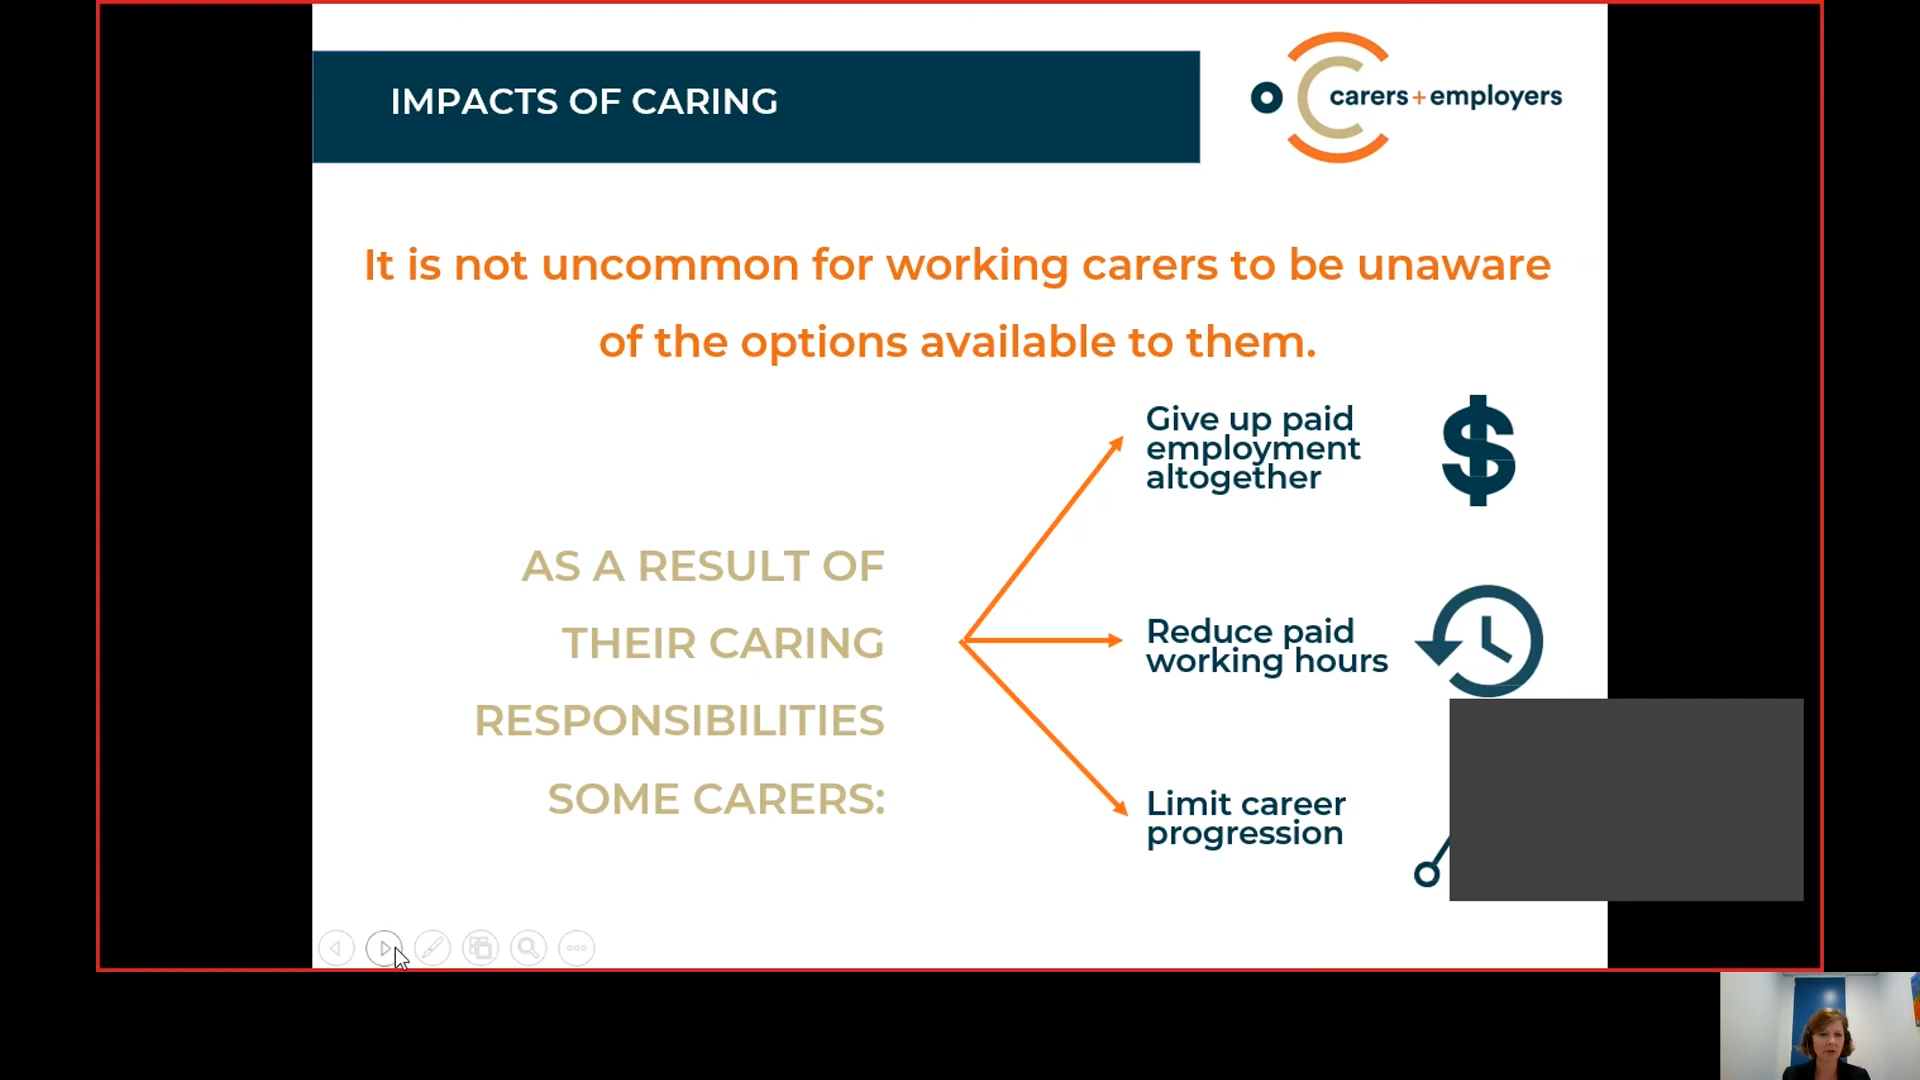 IMPACTS OF CARING
carers+employers
It is not uncommon for working carers to be unaware
of the options available to them.
AS A RESULT OF
THEIR CARING
RESPONSIBILITIES
SOME CARERS:
Give up paid
employment
altogether
$
Reduce paid
working hours
Limit career
progression